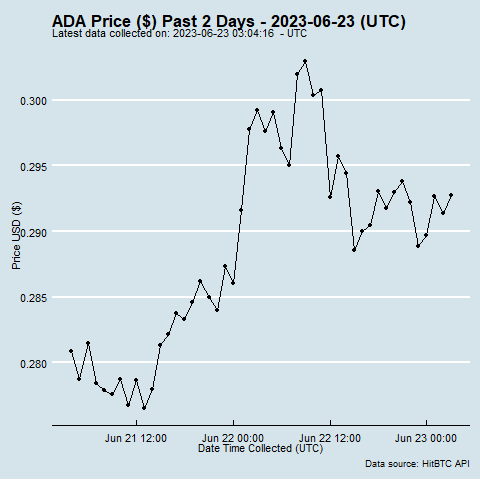 ADA Price ($) Past 2 Days - 2023-06-23 (UTC)
Latest data collected on: 2023-06-23 03:04:16  - UTC
0.300
0.295
0.290
0.285
0.280
Price USD ($)
Jun 21 12:00 Jun 22 00:00 Jun 22 12:00 Jun 23 00:00
Date Time Collected (UTC)
Data source: HitBTC API